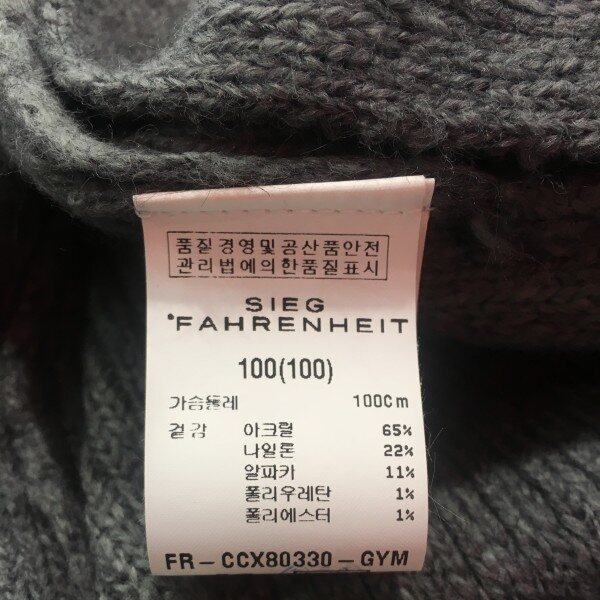 품질경영및공산품안전
관리법에의한품질표시
SIEG
°FAHRENHEIT
100(100)
가슴둘레 100Cm
겉감 아크릴 65%
나일론 22%
알파카 11%
폴리우레탄 1%
폴리에스터 1%
FR-CCX80330-GYM